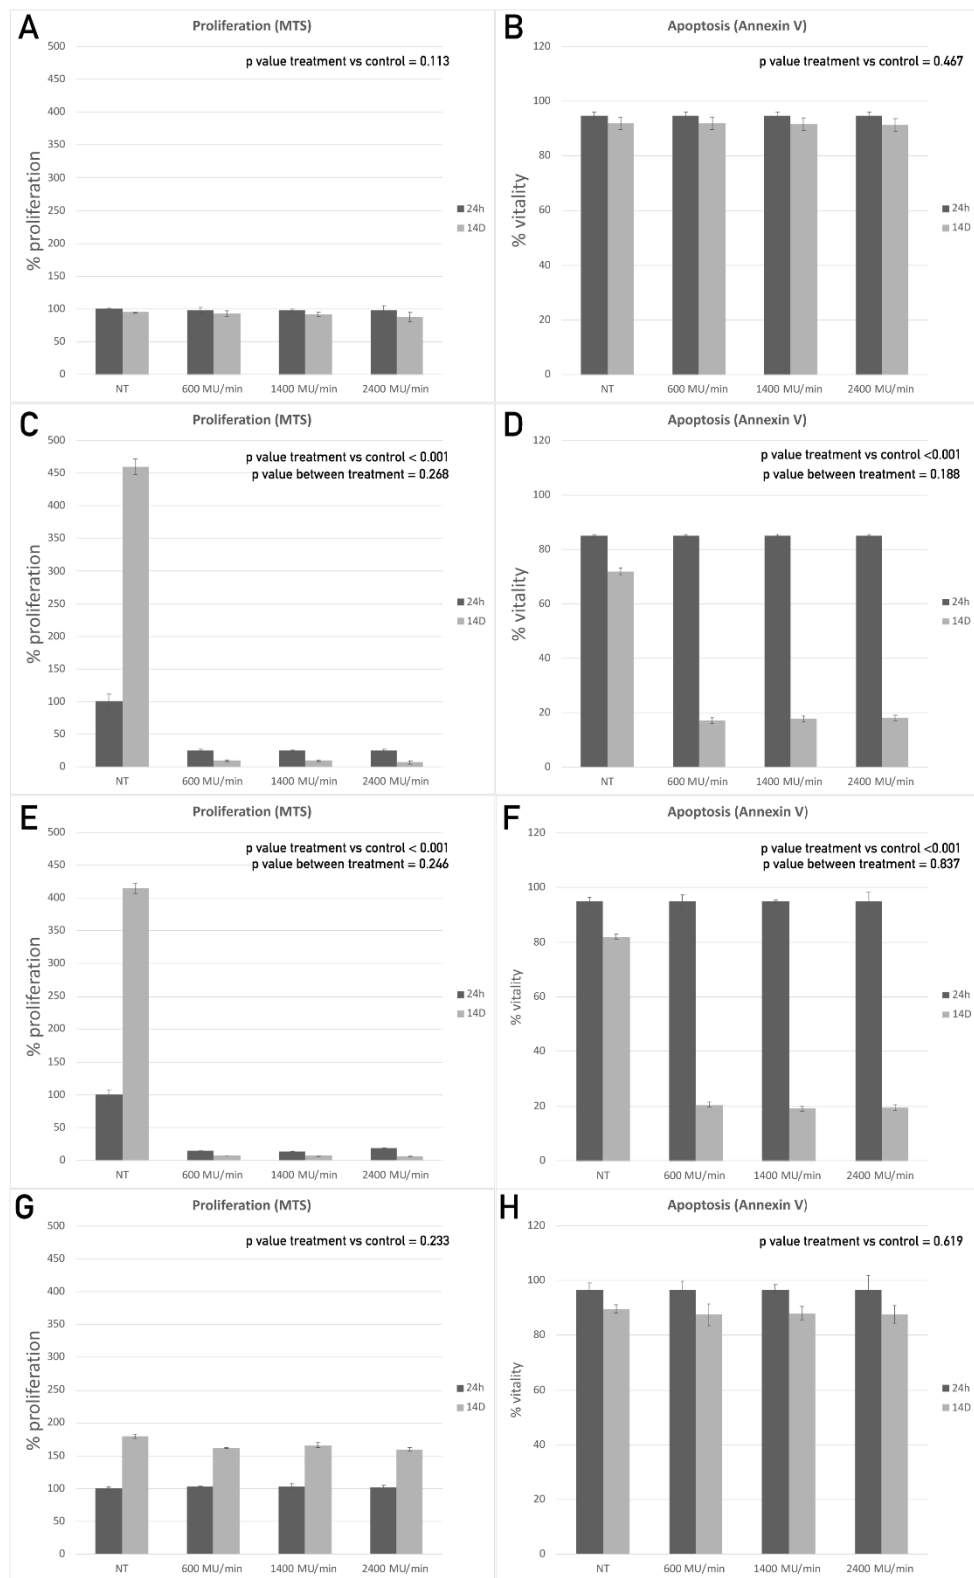 A
Proliferation (MTS)
p value treatment vs control = 0.113
500
450
400
350
300
250
200
150
100
50
0
% proliferation
NT
600 MU/min
1400 MU/min
2400 MU/min
24h
14D
B
Apoptosis (Annexin V)
p value treatment vs control = 0.467
120
100
80
60
40
20
0
% vitality
NT
600 MU/min
1400 MU/min
2400 MU/min
24h
14D
C
Proliferation (MTS)
p value treatment vs control < 0.001
p value between treatment = 0.268
500
450
400
350
300
250
200
150
100
50
0
% proliferation
NT
600 MU/min
1400 MU/min
2400 MU/min
24h
14D
D
Apoptosis (Annexin V)
p value treatment vs control <0.001
p value between treatment = 0.188
120
100
80
60
40
20
0
% vitality
NT
600 MU/min
1400 MU/min
2400 MU/min
24h
14D
E
Proliferation (MTS)
p value treatment vs control < 0.001
p value between treatment = 0.246
500
450
400
350
300
250
200
150
100
50
0
% proliferation
NT
600 MU/min
1400 MU/min
2400 MU/min
24h
14D
F
Apoptosis (Annexin V)
p value treatment vs control <0.001
p value between treatment = 0.837
120
100
80
60
40
20
0
% vitality
NT
600 MU/min
1400 MU/min
2400 MU/min
24h
14D
G
Proliferation (MTS)
p value treatment vs control = 0.233
500
450
400
350
300
250
200
150
100
50
0
% proliferation
NT
600 MU/min
1400 MU/min
2400 MU/min
24h
14D
H
Apoptosis (Annexin V)
p value treatment vs control = 0.619
120
100
80
60
40
20
0
% vitality
NT
600 MU/min
1400 MU/min
2400 MU/min
24h
14D